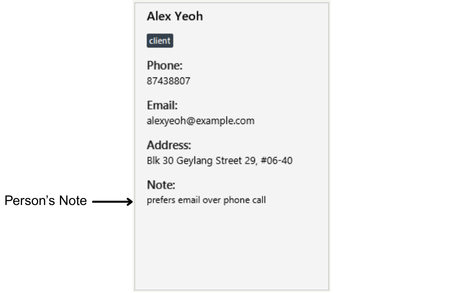 Alex Yeoh
client
Phone:
87438807
Email:
alexyeoh@example.com
Address:
Blk 30 Geylang Street 29, #06-40
Person's Note
Note:
prefers email over phone call